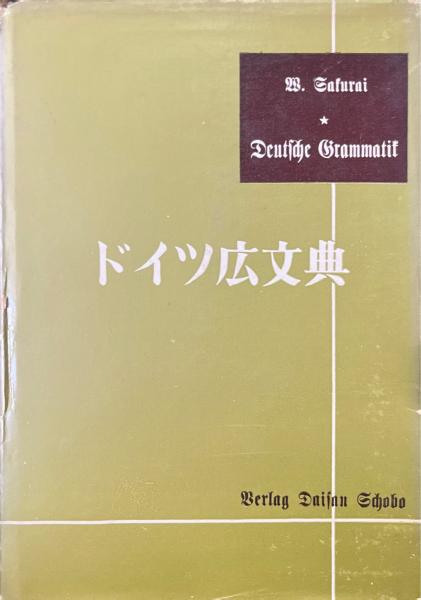 W. Sakurai
★
Deutsche Grammatik
ドイツ広文典
Verlag Daisan Schobo